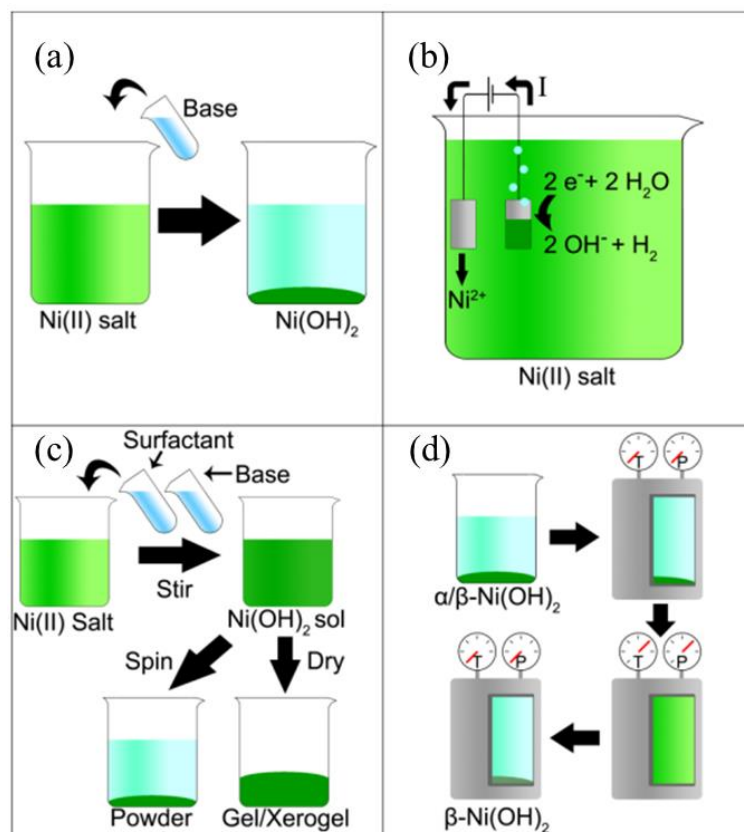 (a)
Base
Ni(II) salt
Ni(OH)₂
(b)
I
2 e⁻+ 2 H₂O
2 OH⁻ + H₂
Ni²⁺
Ni(II) salt
(c)
Surfactant
Base
Stir
Ni(II) Salt
Ni(OH)₂ sol
Spin
Dry
Powder
Gel/Xerogel
(d)
T
P
α/β-Ni(OH)₂
T
P
T
P
β-Ni(OH)₂